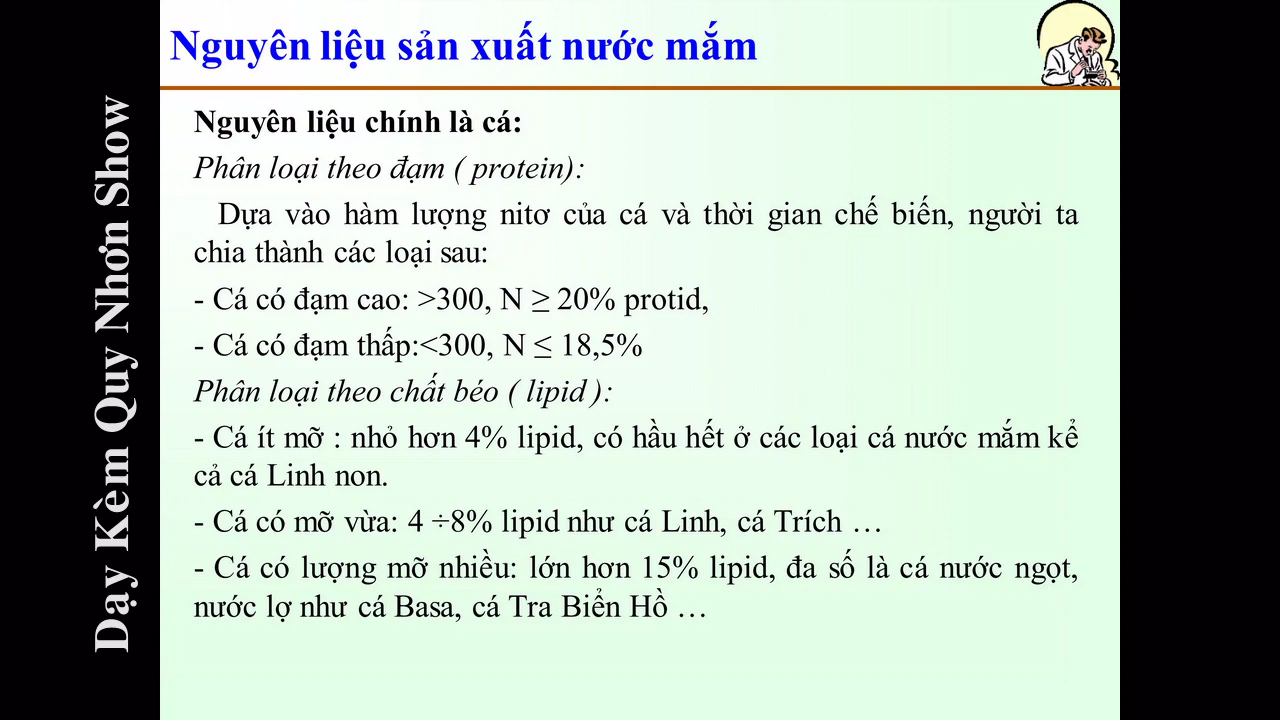 Nguyên liệu sản xuất nước mắm
Nguyên liệu chính là cá:
Phân loại theo đạm ( protein):
Dựa vào hàm lượng nitơ của cá và thời gian chế biến, người ta
chia thành các loại sau:
- Cá có đạm cao: >300, N ≥ 20% protid,
- Cá có đạm thấp:<300, N ≤ 18,5%
Phân loại theo chất béo ( lipid ):
- Cá ít mỡ : nhỏ hơn 4% lipid, có hầu hết ở các loại cá nước mắm kể
cả cá Linh non.
- Cá có mỡ vừa: 4 ÷8% lipid như cá Linh, cá Trích …
- Cá có lượng mỡ nhiều: lớn hơn 15% lipid, đa số là cá nước ngọt,
nước lợ như cá Basa, cá Tra Biển Hồ …
Dạy Kèm Quy Nhơn Show